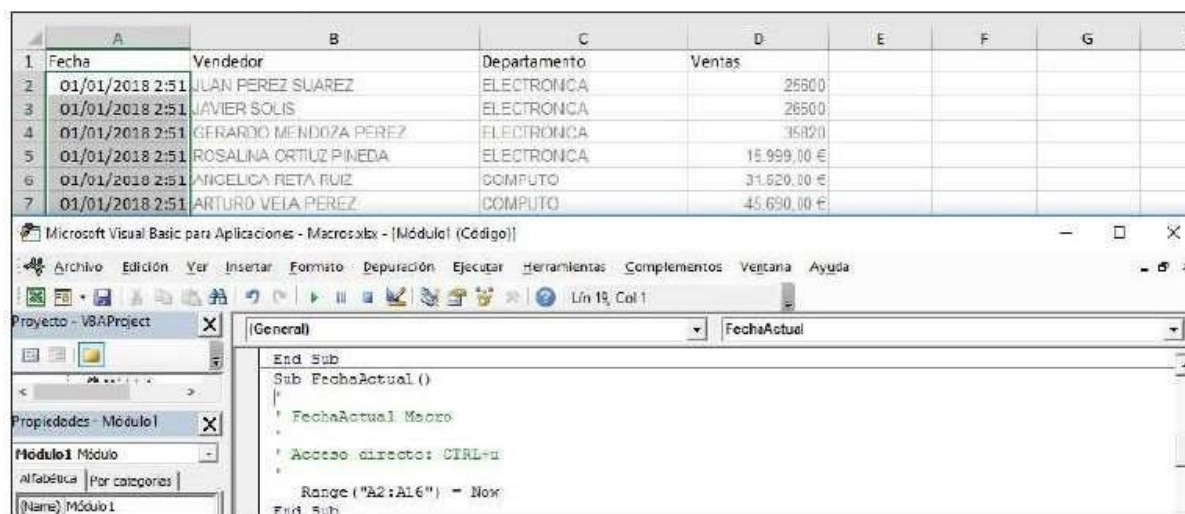 A B C D E F G
1 Fecha Vendedor Departamento Ventas
2 01/01/2018 2:51 JUAN PEREZ SUAREZ ELECTRONICA 25600
3 01/01/2018 2:51 JAVIER SOLIS ELECTRONICA 26500
4 01/01/2018 2:51 GERARDO MENDOZA PEREZ ELECTRONICA 35820
5 01/01/2018 2:51 ROSALINA ORTIUZ PINEDA ELECTRONICA 15.999,00 €
6 01/01/2018 2:51 ANGELICA RETA RUIZ COMPUTO 31.620,00 €
7 01/01/2018 2:51 ARTURO VELA PEREZ COMPUTO 45.690,00 €
Microsoft Visual Basic para Aplicaciones - Macros.xlsx - [Módulo1 (Código)]
Archivo Edición Ver Insertar Formato Depuración Ejecutar Herramientas Complementos Ventana Ayuda
Lín 19, Col 1
Proyecto - VBAProject
(General) FechaActual
End Sub
Sub FechaActual()
'
' FechaActual Macro
'
' Acceso directo: CTRL+u
'
Range("A2:A16") = Now
End Sub
Propiedades - Módulo1
Módulo1 Módulo
Alfabética Por categorías
(Name) Módulo1